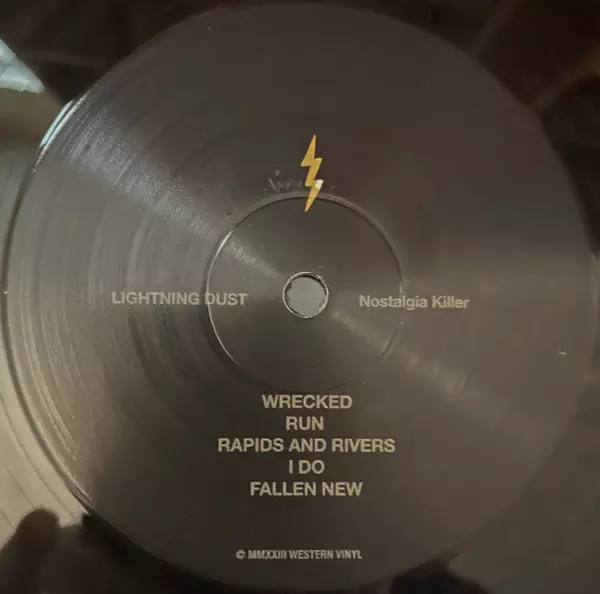 LIGHTNING DUST
Nostalgia Killer
WRECKED
RUN
RAPIDS AND RIVERS
I DO
FALLEN NEW
© MMXXIII WESTERN VINYL